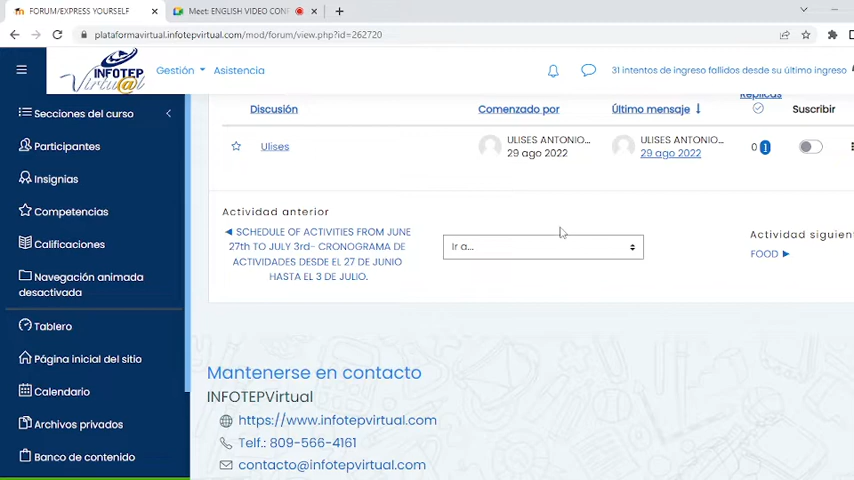 FORUM/EXPRESS YOURSELF
Meet: ENGLISH VIDEO CONF
plataformavirtual.infotepvirtual.com/mod/forum/view.php?id=262720
INFOTEP
Virtu@l
Gestión
Asistencia
31 intentos de ingreso fallidos desde su último ingreso
Secciones del curso
Participantes
Insignias
Competencias
Calificaciones
Navegación animada
desactivada
Tablero
Página inicial del sitio
Calendario
Archivos privados
Banco de contenido
Discusión
Comenzado por
Último mensaje
Réplicas
Suscribir
Ulises
ULISES ANTONIO...
29 ago 2022
ULISES ANTONIO...
29 ago 2022
0 1
Actividad anterior
◀ SCHEDULE OF ACTIVITIES FROM JUNE
27th TO JULY 3rd- CRONOGRAMA DE
ACTIVIDADES DESDE EL 27 DE JUNIO
HASTA EL 3 DE JULIO.
Ir a...
Actividad siguien
FOOD ▶
Mantenerse en contacto
INFOTEPVirtual
https://www.infotepvirtual.com
Telf.: 809-566-4161
contacto@infotepvirtual.com